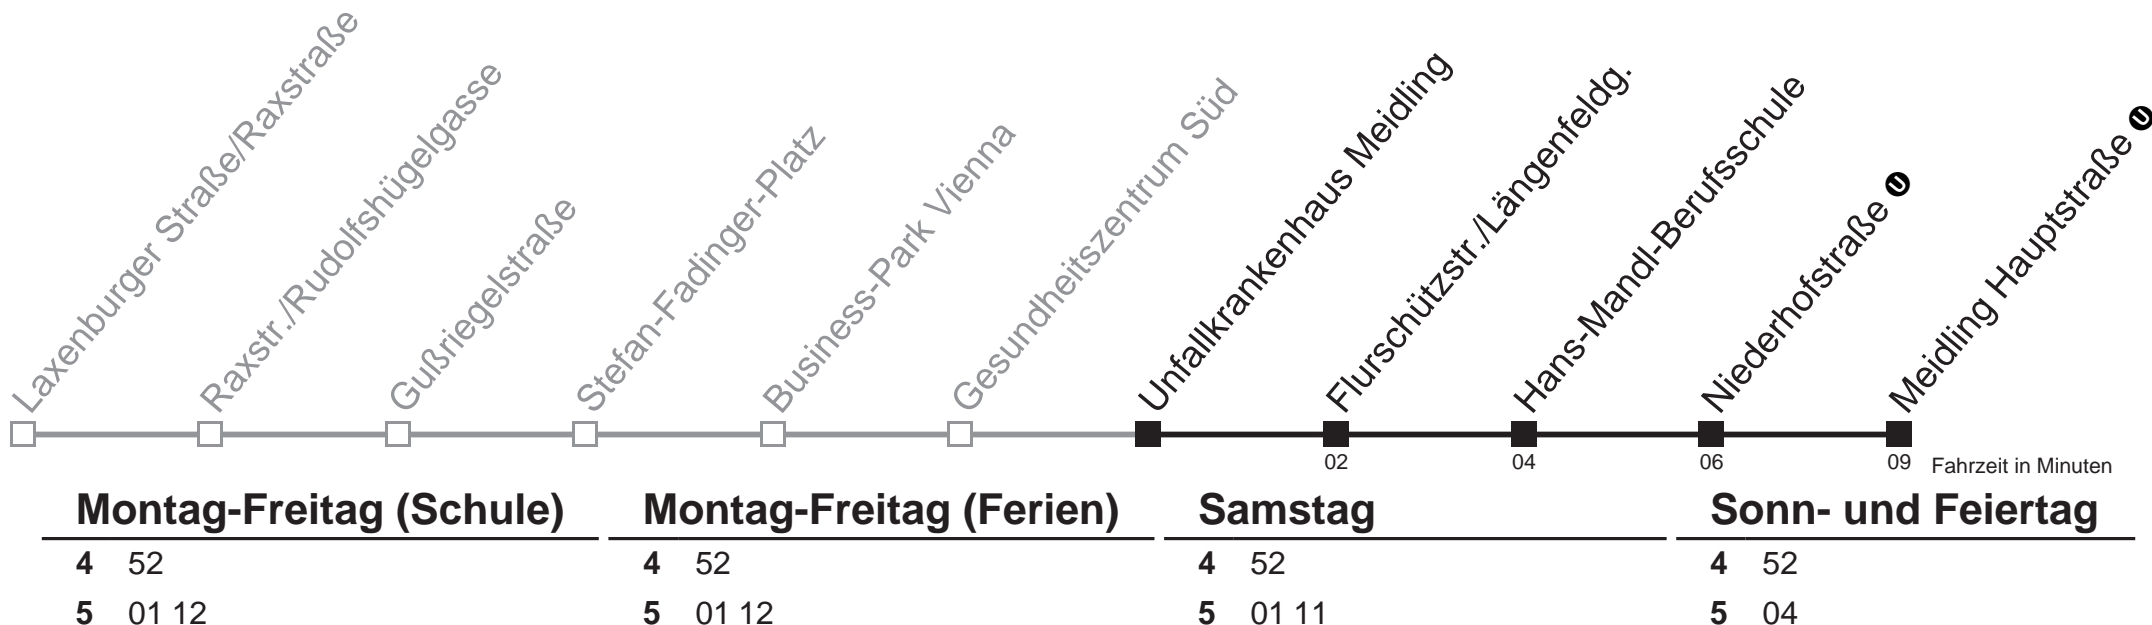 Laxenburger Straße/Raxstraße
Raxstr./Rudolfshügelgasse
Gußriegelstraße
Stefan-Fadinger-Platz
Business-Park Vienna
Gesundheitszentrum Süd
Unfallkrankenhaus Meidling
Flurschützstr./Längenfeldg.
Hans-Mandl-Berufsschule
Niederhofstraße U
Meidling Hauptstraße U
02 04 06 09 Fahrzeit in Minuten
Montag-Freitag (Schule) Montag-Freitag (Ferien) Samstag Sonn- und Feiertag
4 52 4 52 4 52 4 52
5 01 12 5 01 12 5 01 11 5 04